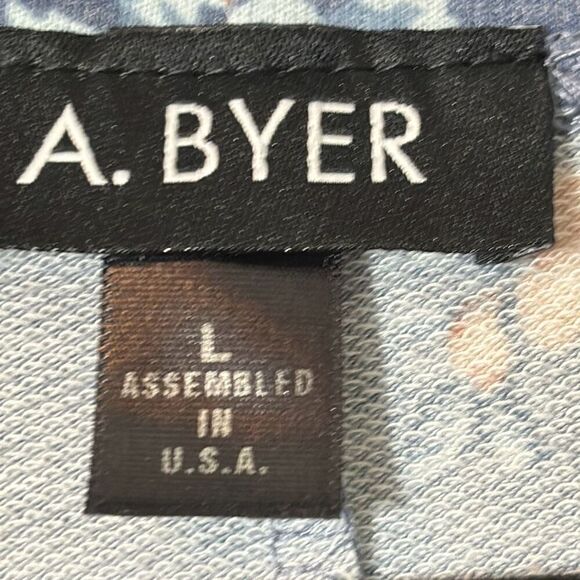 A. BYER
L
ASSEMBLED
IN
U.S.A.